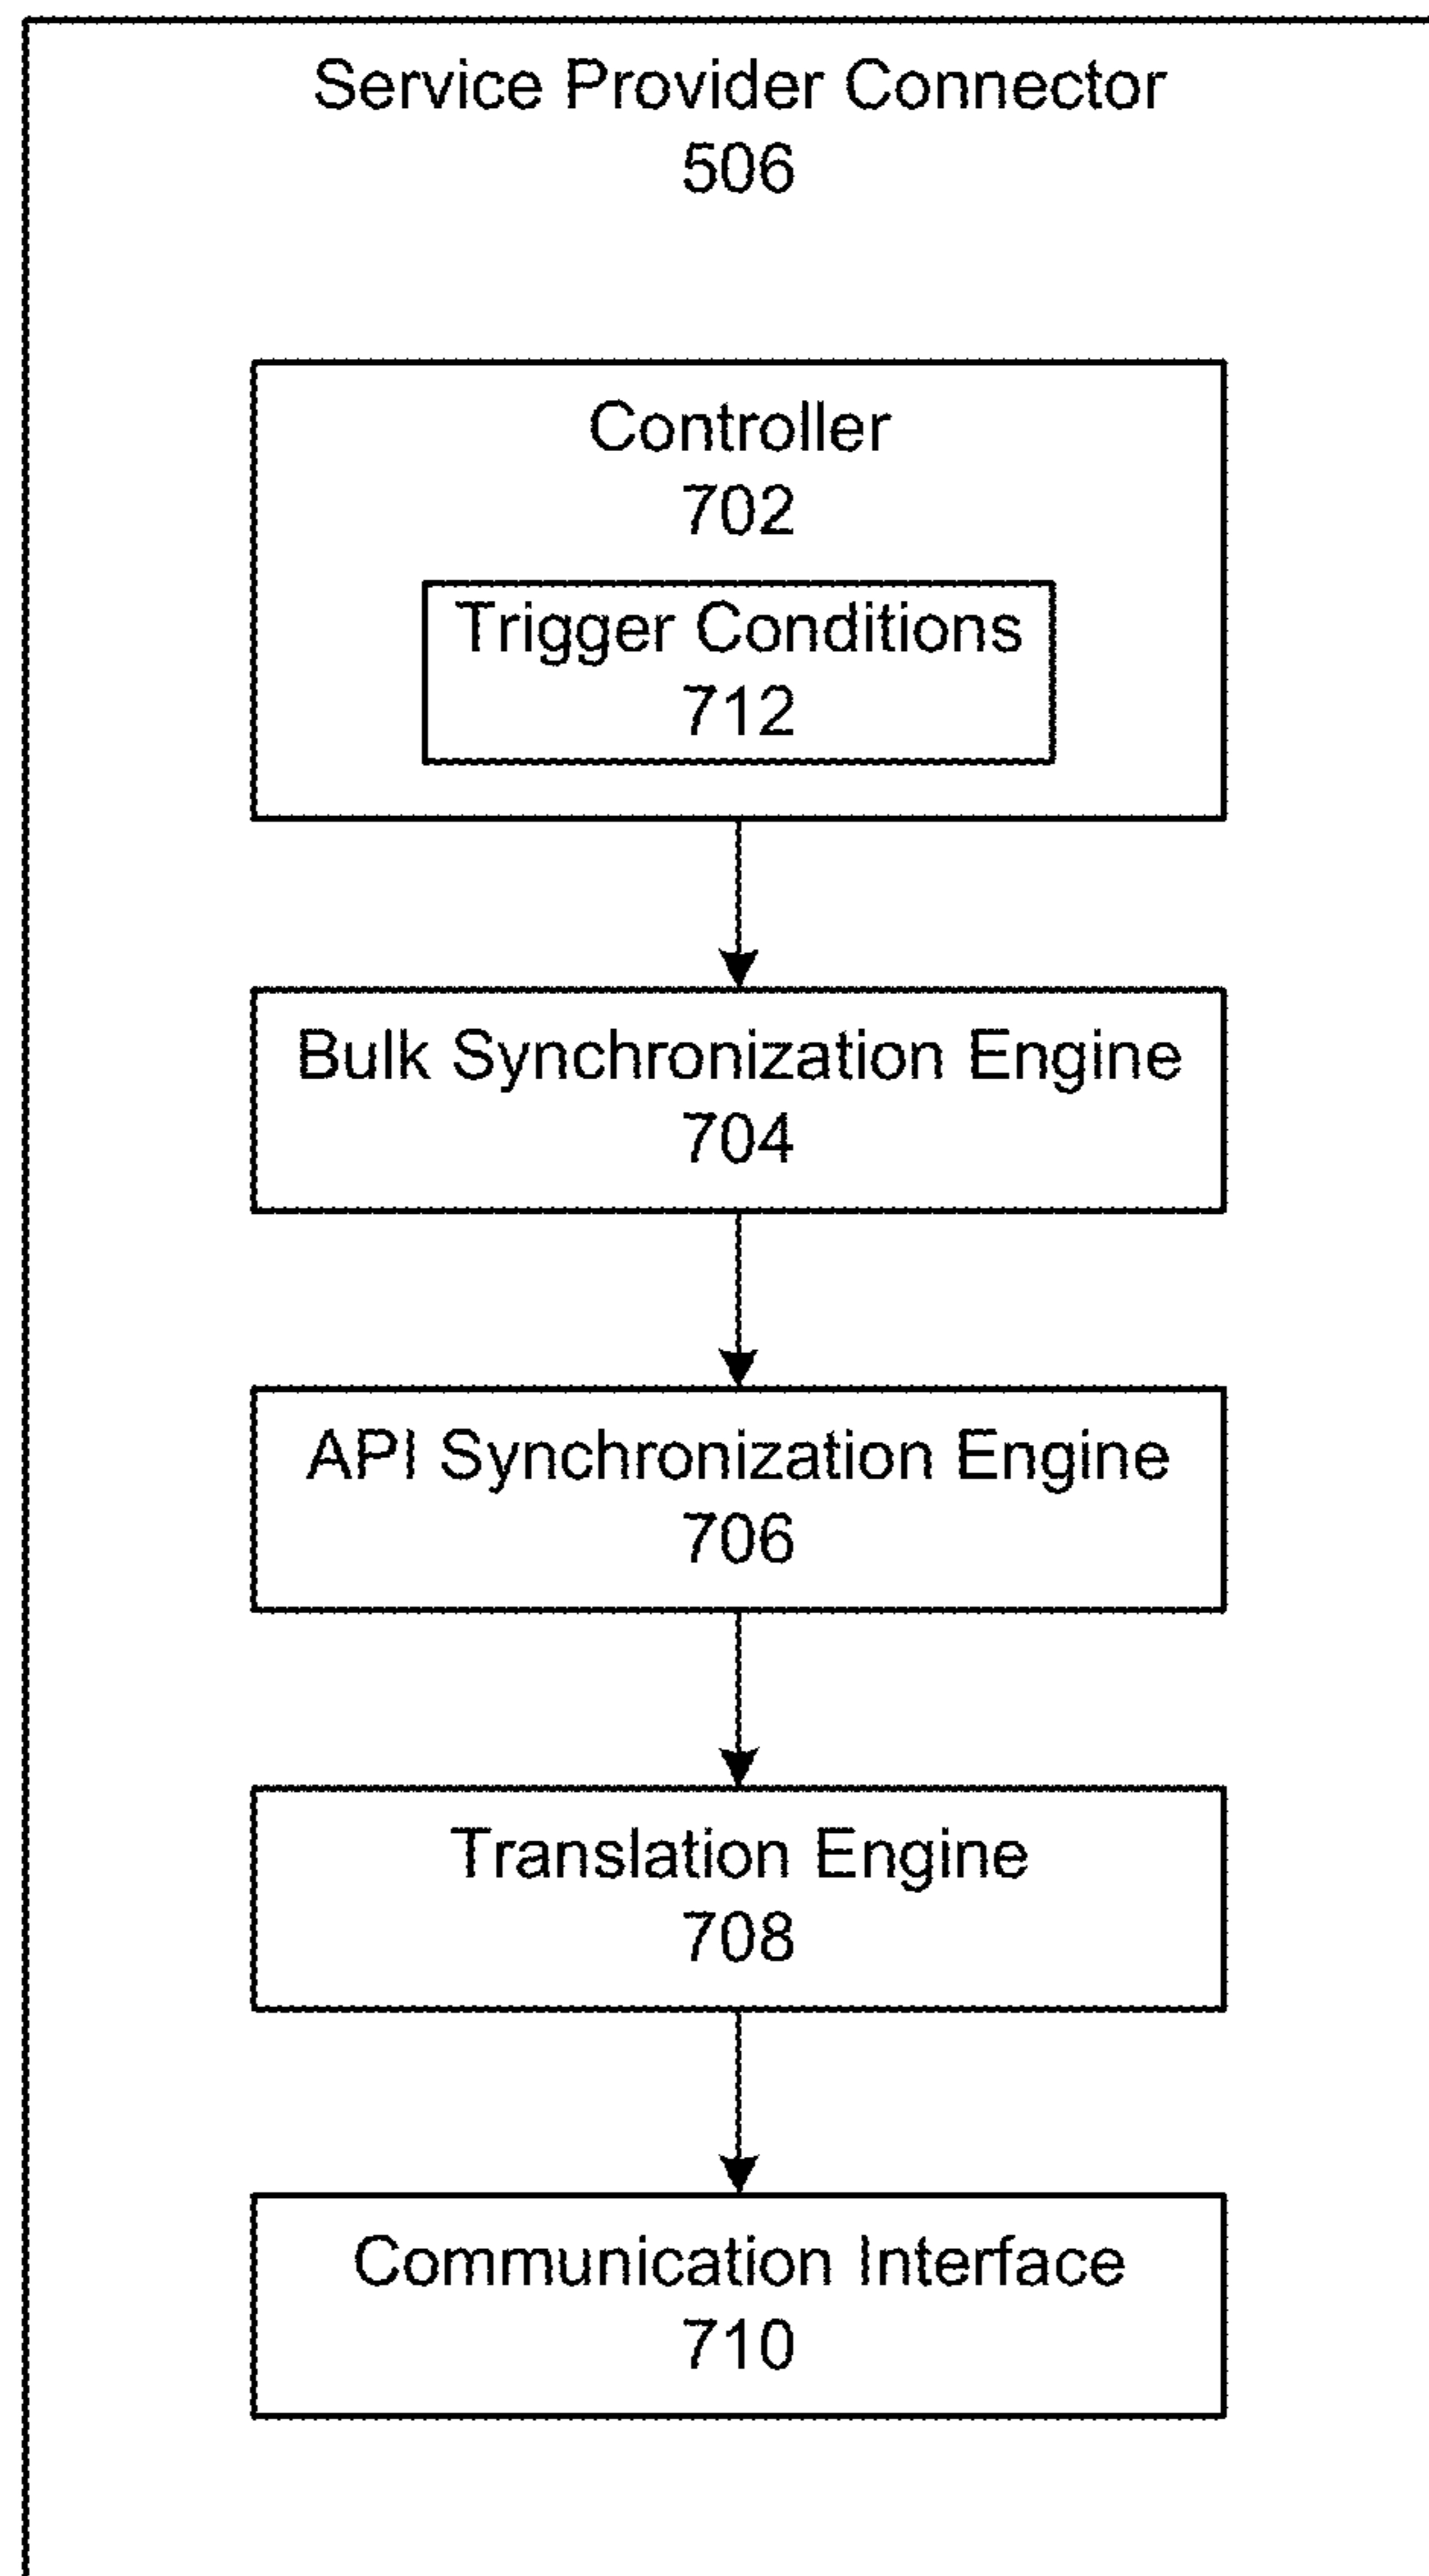 Service Provider Connector
506
Controller
702
Trigger Conditions
712
Bulk Synchronization Engine
704
API Synchronization Engine
706
Translation Engine
708
Communication Interface
710